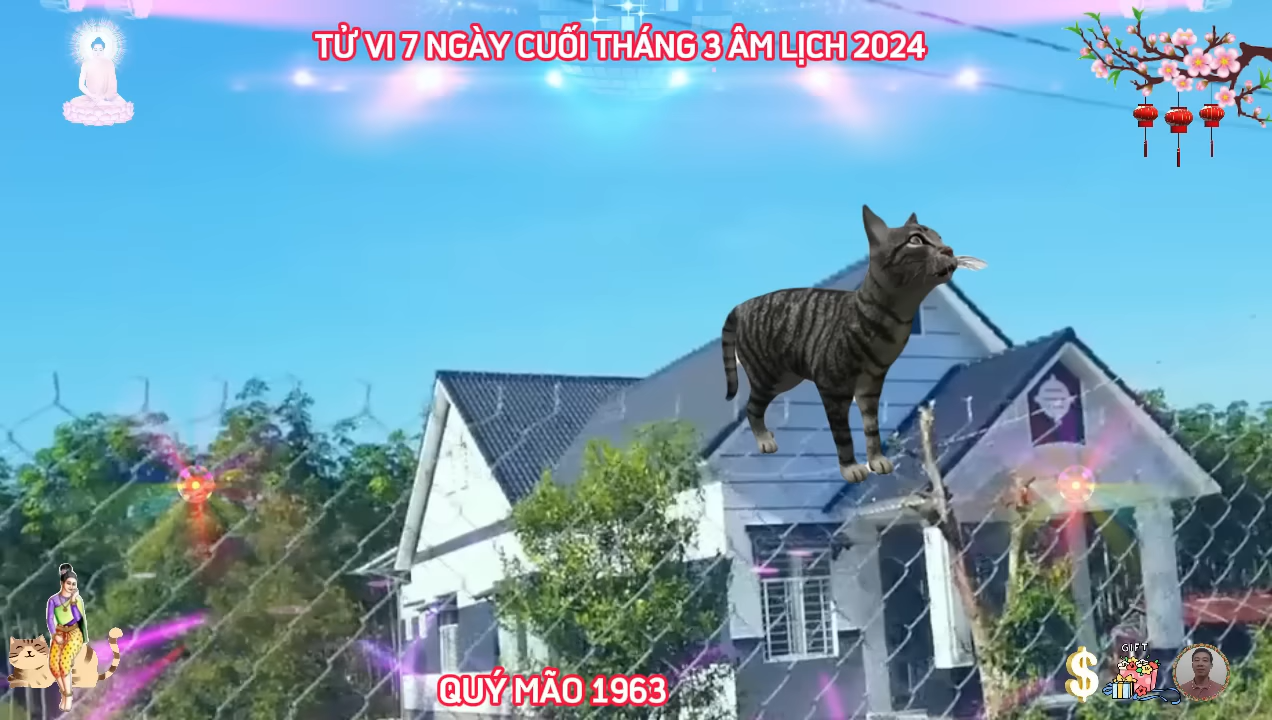 TỬ VI 7 NGÀY CUỐI THÁNG 3 ÂM LỊCH 2024
GIFT
QUÝ MÃO 1963